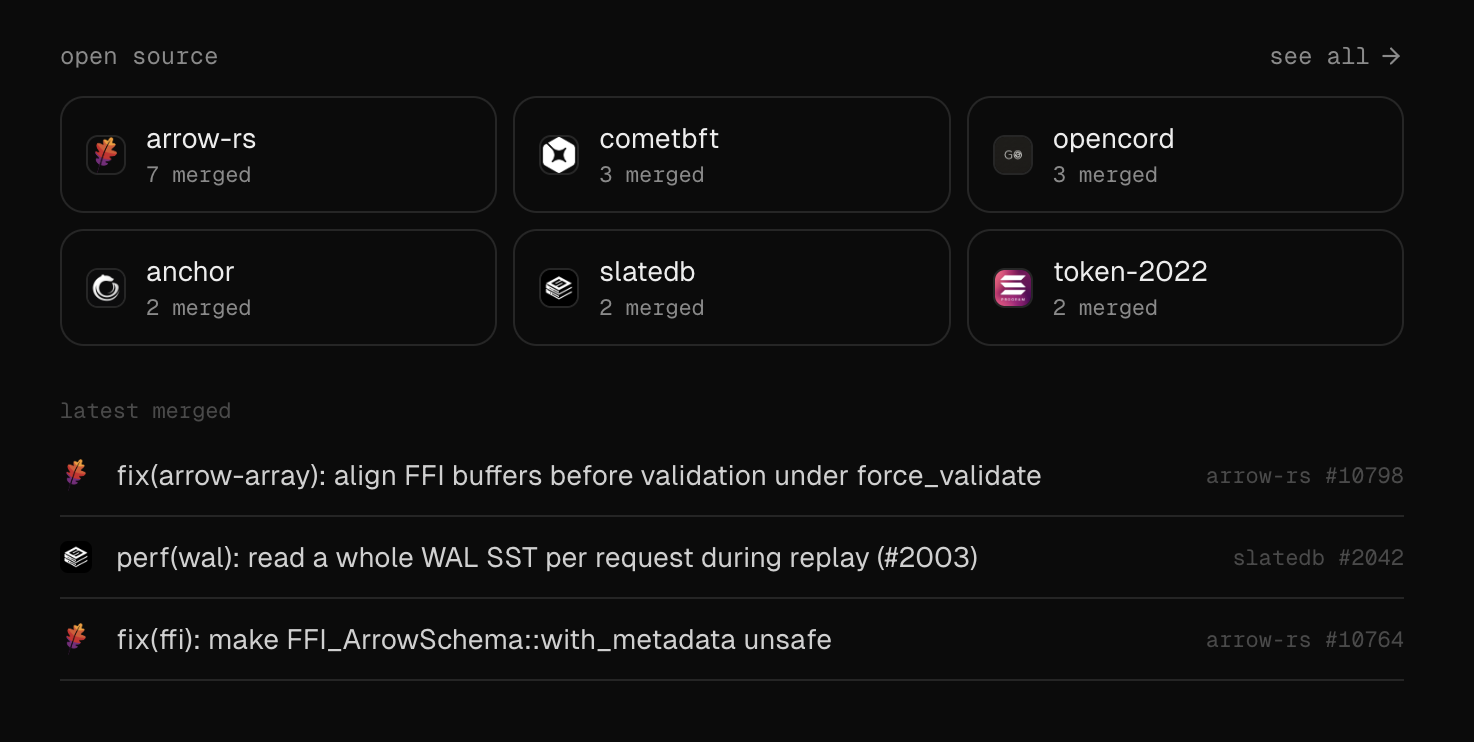 open source
see all →
arrow-rs
7 merged
cometbft
3 merged
GO
opencord
3 merged
anchor
2 merged
slatedb
2 merged
PROGRAM
token-2022
2 merged
latest merged
fix(arrow-array): align FFI buffers before validation under force_validate
arrow-rs #10798
perf(wal): read a whole WAL SST per request during replay (#2003)
slatedb #2042
fix(ffi): make FFI_ArrowSchema::with_metadata unsafe
arrow-rs #10764